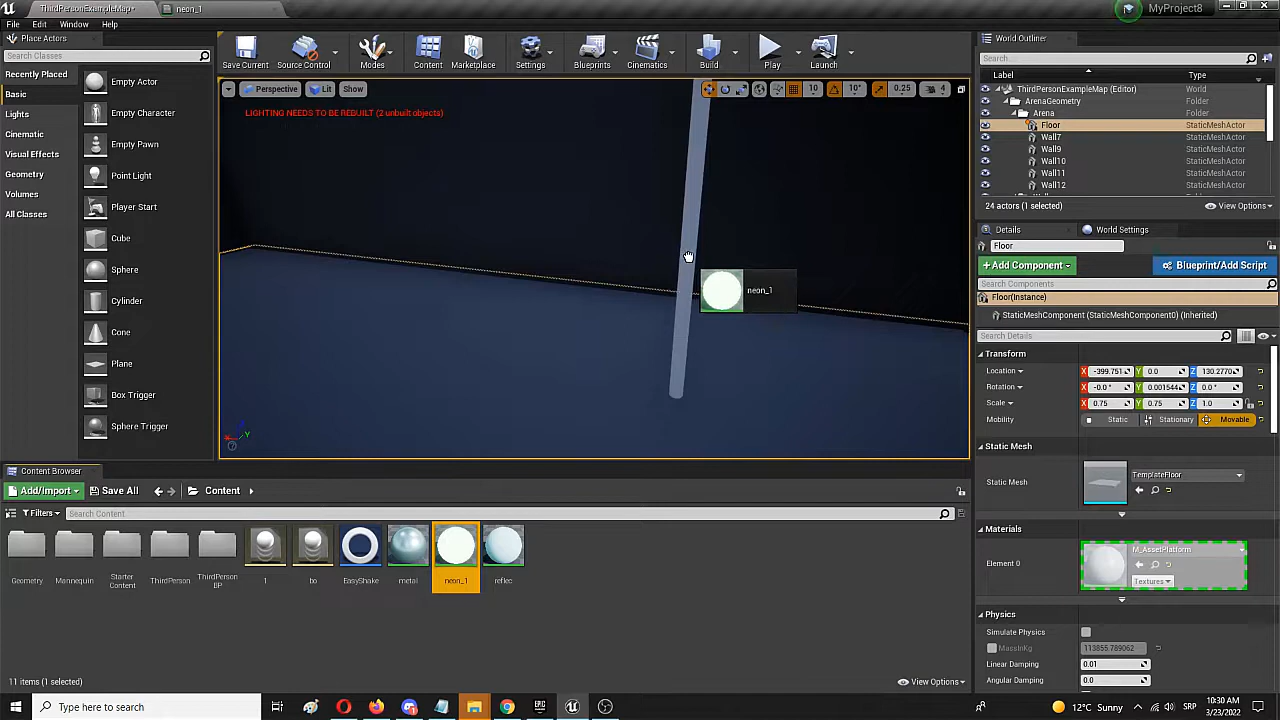 ThirdPersonExampleMap*
neon_1
MyProject8
File Edit Window Help
Place Actors
Search Classes
Recently Placed
Basic
Lights
Cinematic
Visual Effects
Geometry
Volumes
All Classes
Empty Actor
Empty Character
Empty Pawn
Point Light
Player Start
Cube
Sphere
Cylinder
Cone
Plane
Box Trigger
Sphere Trigger
Save Current
Source Control
Modes
Content
Marketplace
Settings
Blueprints
Cinematics
Build
Play
Launch
Perspective Lit Show
10 10° 0.25 4
LIGHTING NEEDS TO BE REBUILT (2 unbuilt objects)
neon_1
Y
World Outliner
Search...
Label Type
ThirdPersonExampleMap (Editor) World
ArenaGeometry Folder
Arena Folder
Floor StaticMeshActor
Wall7 StaticMeshActor
Wall9 StaticMeshActor
Wall10 StaticMeshActor
Wall11 StaticMeshActor
Wall12 StaticMeshActor
24 actors (1 selected) View Options
Details World Settings
Floor
Add Component Blueprint/Add Script
Search Components
Floor(Instance)
StaticMeshComponent (StaticMeshComponent0) (Inherited)
Search Details
Transform
Location X -399.751 Y 0.0 Z 130.2770
Rotation X -0.0 ° Y 0.001544 Z 0.0 °
Scale X 0.75 Y 0.75 Z 1.0
Mobility Static Stationary Movable
Static Mesh
Static Mesh TemplateFloor
Materials
Element 0 M_AssetPlatform
Textures
Physics
Simulate Physics
MassInKg 113855.789062
Linear Damping 0.01
Angular Damping 0.0
Content Browser
Add/Import Save All Content
Filters Search Content
Geometry
Mannequin
Starter Content
ThirdPerson
ThirdPerson BP
1
bo
EasyShake
metal
neon_1
reflec
11 items (1 selected) View Options
Type here to search
12°C Sunny
SRP
10:30 AM
3/23/2022